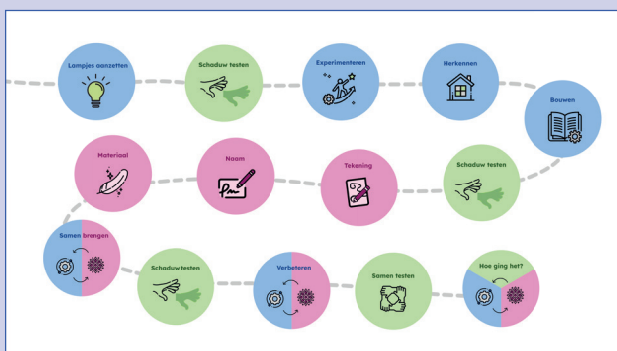 Lampjes aanzetten
Schaduw testen
Experimenteren
Herkennen
Bouwen
Schaduw testen
Tekening
Naam
Materiaal
Samen brengen
Schaduwtesten
Verbeteren
Samen testen
Hoe ging het?